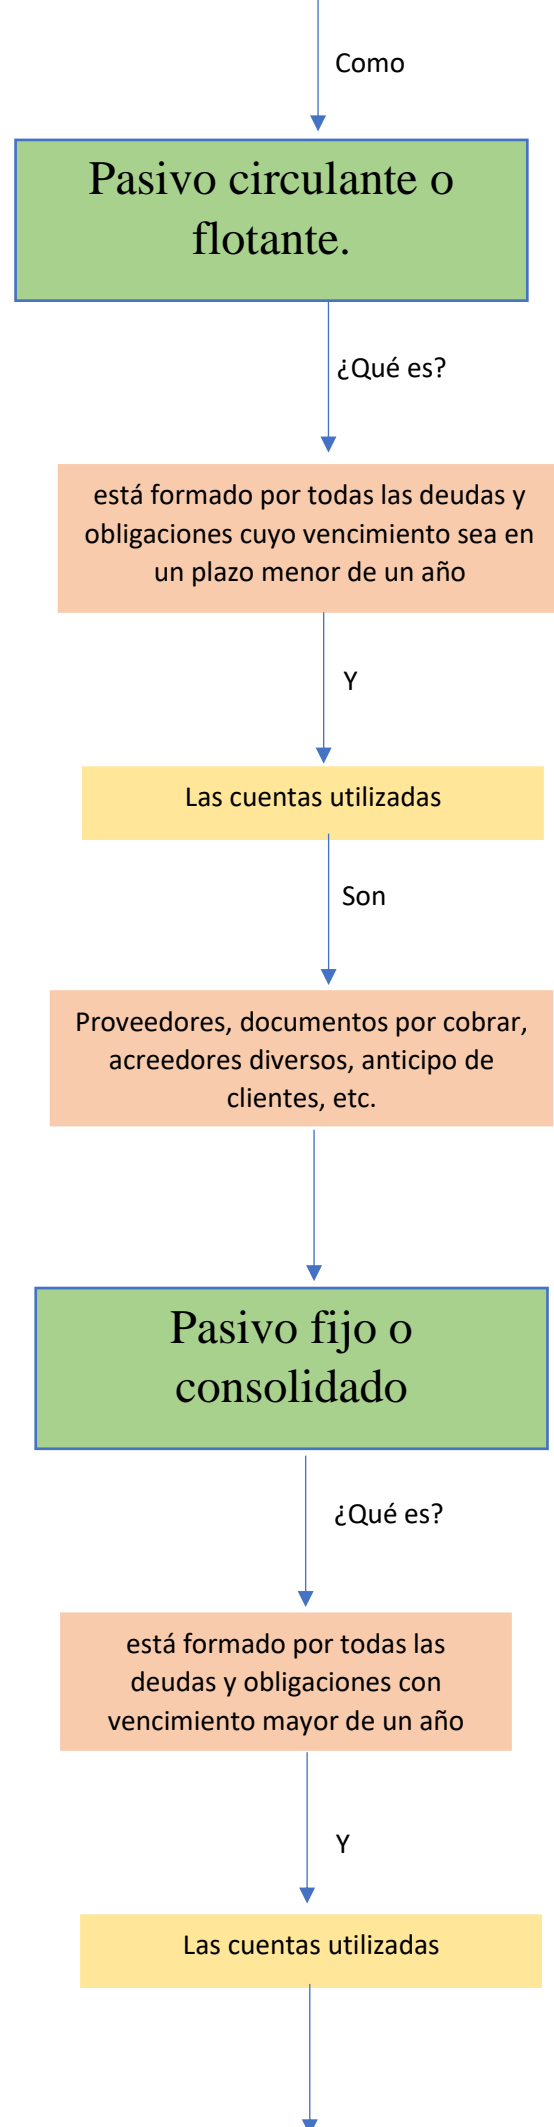 Como
Pasivo circulante o
flotante.
¿Qué es?
está formado por todas las deudas y
obligaciones cuyo vencimiento sea en
un plazo menor de un año
Y
Las cuentas utilizadas
Son
Proveedores, documentos por cobrar,
acreedores diversos, anticipo de
clientes, etc.
Pasivo fijo o
consolidado
¿Qué es?
está formado por todas las
deudas y obligaciones con
vencimiento mayor de un año
Y
Las cuentas utilizadas